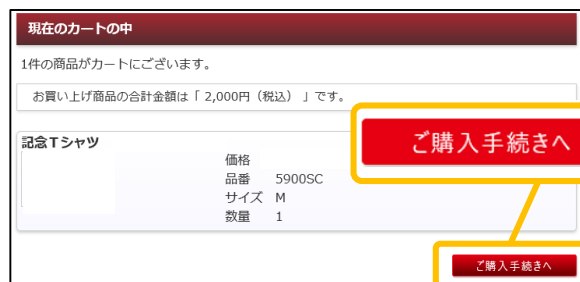 現在のカートの中
1件の商品がカートにございます。
お買い上げ商品の合計金額は「 2,000円（税込） 」です。
記念Tシャツ
ご購入手続きへ
価格
品番 5900SC
サイズ M
数量 1
ご購入手続きへ